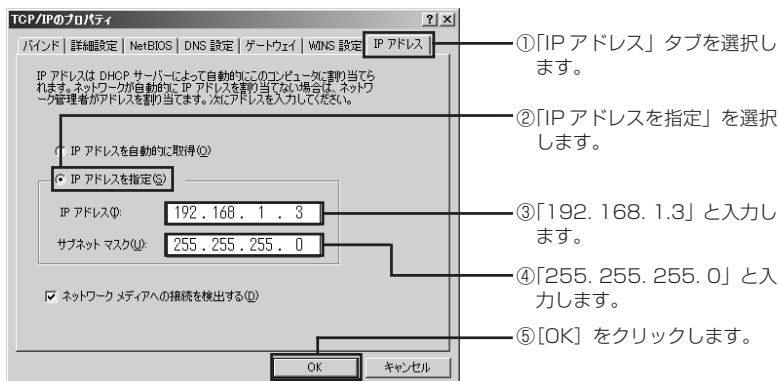 TCP/IPのプロパティ
? ×
バインド 詳細設定 NetBIOS DNS 設定 ゲートウェイ WINS 設定 IP アドレス
IP アドレスは DHCP サーバーによって自動的にこのコンピュータに割り当てら
れます。ネットワークが自動的に IP アドレスを割り当てない場合は、ネットワ
ーク管理者がアドレスを割り当てます。次にアドレスを入力してください。
IP アドレスを自動的に取得(O)
IP アドレスを指定(S)
IP アドレス(I): 192 . 168 . 1 . 3
サブネット マスク(U): 255 . 255 . 255 . 0
ネットワーク メディアへの接続を検出する(D)
OK キャンセル
①「IP アドレス」タブを選択し
ます。
②「IP アドレスを指定」を選択
します。
③「192. 168. 1.3」と入力し
ます。
④「255. 255. 255. 0」と入
力します。
⑤[OK] をクリックします。